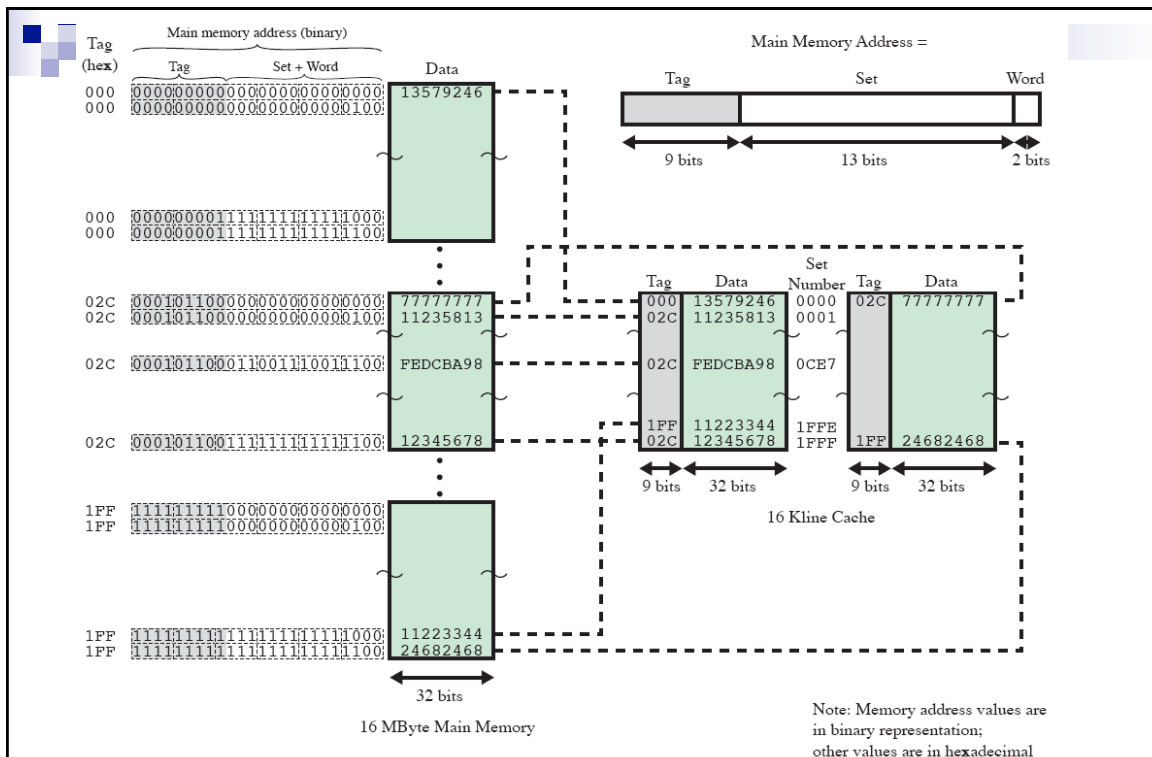 Main memory address (binary)
Tag
(hex)
Tag Set + Word Data
000 000000000000000000000000 13579246
000 000000000000000000000100
000 000000001111111111111000
000 000000001111111111111100
02C 000101100000000000000000 77777777
02C 000101100000000000000100 11235813
02C 000101100011001110011100 FEDCBA98
02C 000101100111111111111100 12345678
1FF 111111111000000000000000
1FF 111111111000000000000100
1FF 111111111111111111111000 11223344
1FF 111111111111111111111100 24682468
32 bits
16 MByte Main Memory
Main Memory Address =
Tag Set Word
9 bits 13 bits 2 bits
Set
Tag Data Number Tag Data
000 13579246 0000 02C 77777777
02C 11235813 0001
02C FEDCBA98 0CE7
1FF 11223344 1FFE
02C 12345678 1FFF 1FF 24682468
9 bits 32 bits 9 bits 32 bits
16 Kline Cache
Note: Memory address values are
in binary representation;
other values are in hexadecimal